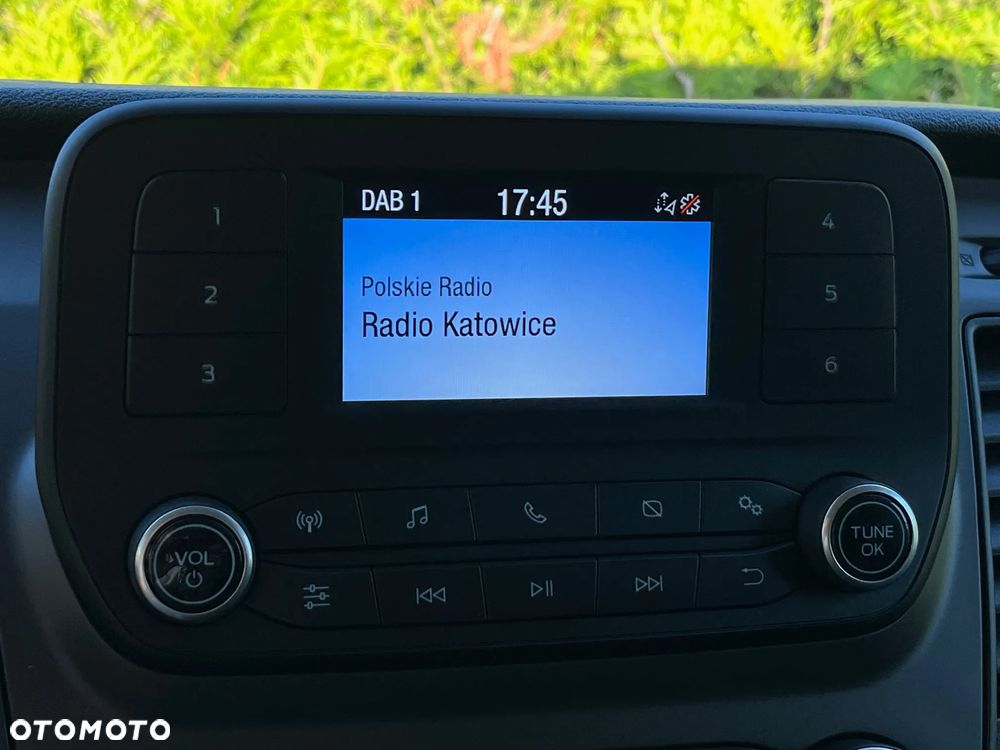 DAB 1 17:45
Polskie Radio
Radio Katowice
1
2
3
4
5
6
VOL
TUNE
OK
OTOMOTO